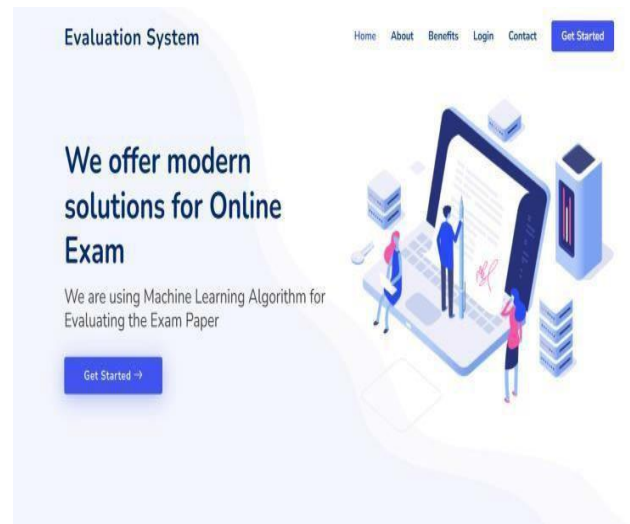 Evaluation System
Home About Benefits Login Contact Get Started
We offer modern
solutions for Online
Exam
We are using Machine Learning Algorithm for
Evaluating the Exam Paper
Get Started →